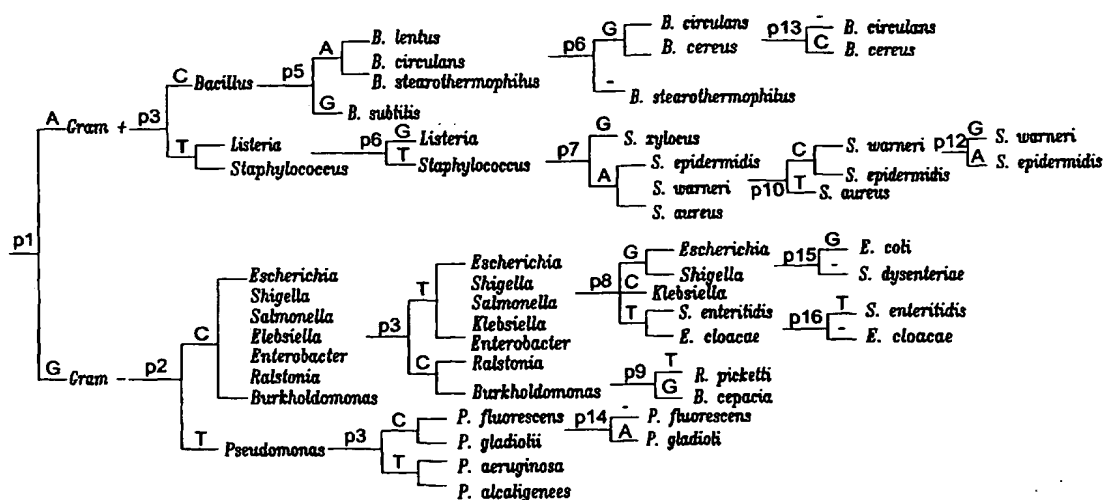 p1
A Gram + p3
C Bacillus p5
A B. lentus
B. circulans
B. stearothermophilus
G B. subtilis
p6
G B. circulans
B. cereus
- B. stearothermophilus
p13
- B. circulans
C B. cereus
T Listeria
Staphylococcus
p6
G Listeria
T Staphylococcus
p7
G S. xylocus
A S. epidermidis
S. warneri
S. aureus
p10
C S. warneri
S. epidermidis
T S. aureus
p12
G S. warneri
A S. epidermidis
G Gram - p2
C Escherichia
Shigella
Salmonella
Elebsiella
Enterobacter
Ralstonia
Burkholdomonas
p3
T Escherichia
Shigella
Salmonella
Klebsiella
Enterobacter
C Ralstonia
Burkholdomonas
p8
G Escherichia
Shigella
C Klebsiella
T S. enteritidis
E. cloacae
p15
G E. coli
- S. dysenteriae
p16
T S. enteritidis
- E. cloacae
p9
T R. picketti
G B. cepacia
T Pseudomonas p3
C P. fluorescens
P. gladiolii
T P. aeruginosa
P. alcaligenees
p14
- P. fluorescens
A P. gladioli